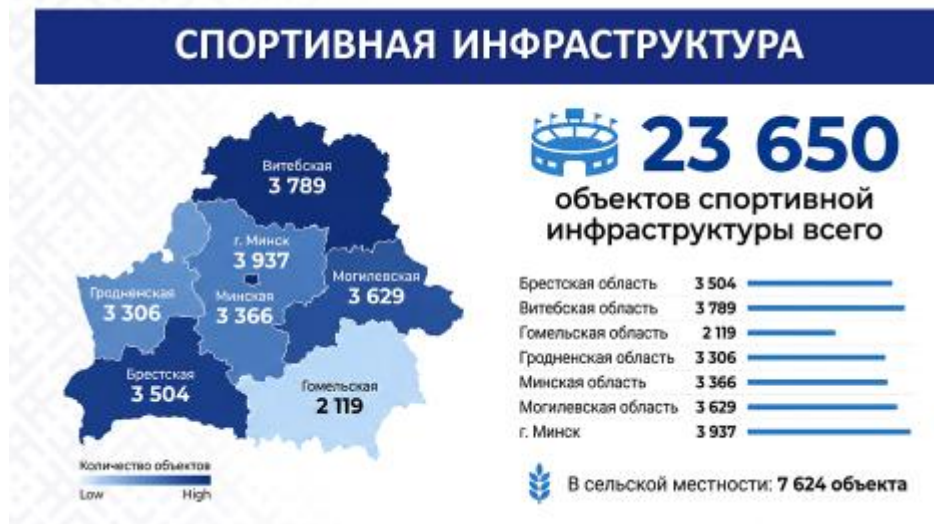 СПОРТИВНАЯ ИНФРАСТРУКТУРА
Витебская
3 789
г. Минск
3 937
Могилевская
3 629
Гродненская
3 306
Минская
3 366
Брестская
3 504
Гомельская
2 119
Количество объектов
Low High
23 650
объектов спортивной
инфраструктуры всего
Брестская область 3 504
Витебская область 3 789
Гомельская область 2 119
Гродненская область 3 306
Минская область 3 366
Могилевская область 3 629
г. Минск 3 937
В сельской местности: 7 624 объекта